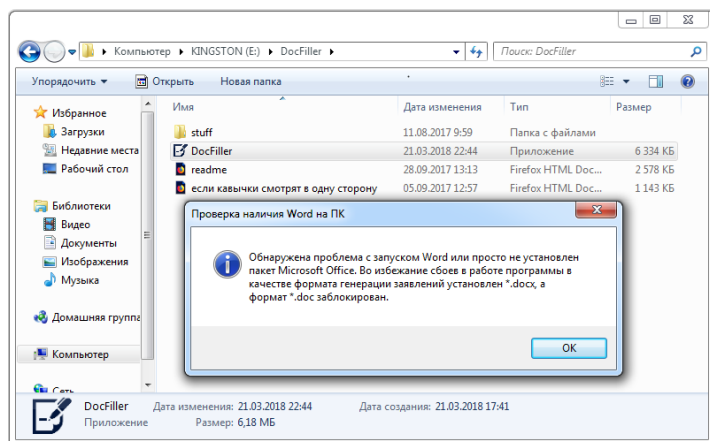 Компьютер ▸ KINGSTON (E:) ▸ DocFiller ▸
Поиск: DocFiller
Упорядочить Открыть Новая папка
Имя Дата изменения Тип Размер
Избранное
Загрузки
Недавние места
Рабочий стол
Библиотеки
Видео
Документы
Изображения
Музыка
Домашняя группа
Компьютер
Сеть
stuff 11.08.2017 9:59 Папка с файлами
DocFiller 21.03.2018 22:44 Приложение 6 334 КБ
readme 28.09.2017 13:13 Firefox HTML Doc... 2 578 КБ
если кавычки смотрят в одну сторону 05.09.2017 12:57 Firefox HTML Doc... 1 143 КБ
Проверка наличия Word на ПК
Обнаружена проблема с запуском Word или просто не установлен
пакет Microsoft Office. Во избежание сбоев в работе программы в
качестве формата генерации заявлений установлен *.docx, а
формат *.doc заблокирован.
ОК
DocFiller Дата изменения: 21.03.2018 22:44 Дата создания: 21.03.2018 17:41
Приложение Размер: 6,18 МБ